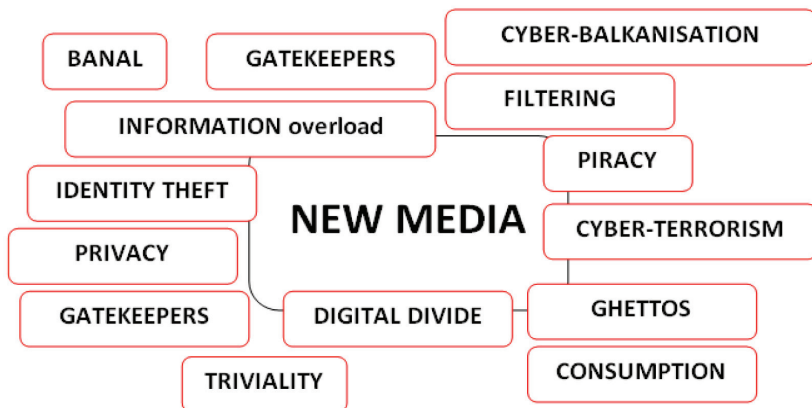 CYBER-BALKANISATION
BANAL
GATEKEEPERS
FILTERING
INFORMATION overload
PIRACY
IDENTITY THEFT
NEW MEDIA
CYBER-TERRORISM
PRIVACY
GATEKEEPERS
DIGITAL DIVIDE
GHETTOS
TRIVIALITY
CONSUMPTION